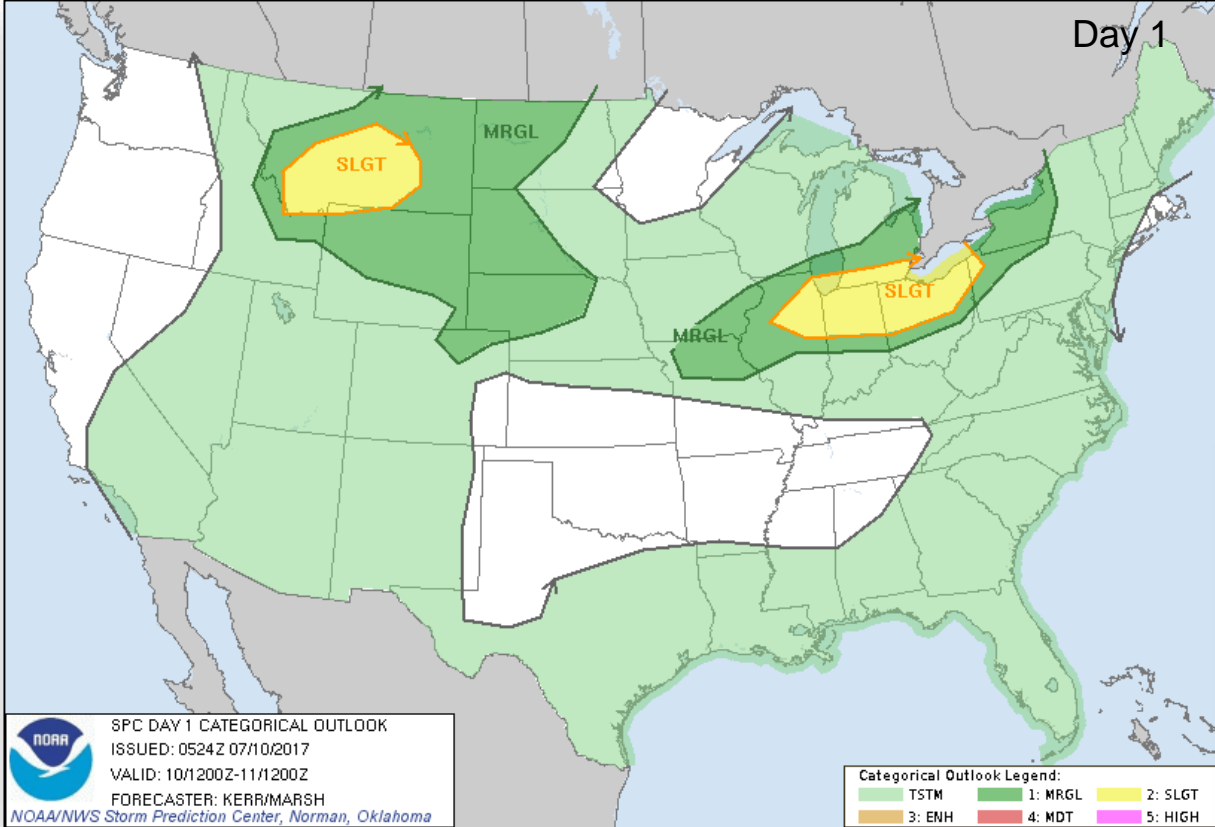 Day 1
MRGL
SLGT
SLGT
MRGL
NOAA
SPC DAY 1 CATEGORICAL OUTLOOK
ISSUED: 0524Z 07/10/2017
VALID: 10/1200Z-11/1200Z
FORECASTER: KERR/MARSH
NOAA/NWS Storm Prediction Center, Norman, Oklahoma
Categorical Outlook Legend:
TSTM 1: MRGL 2: SLGT
3: ENH 4: MDT 5: HIGH